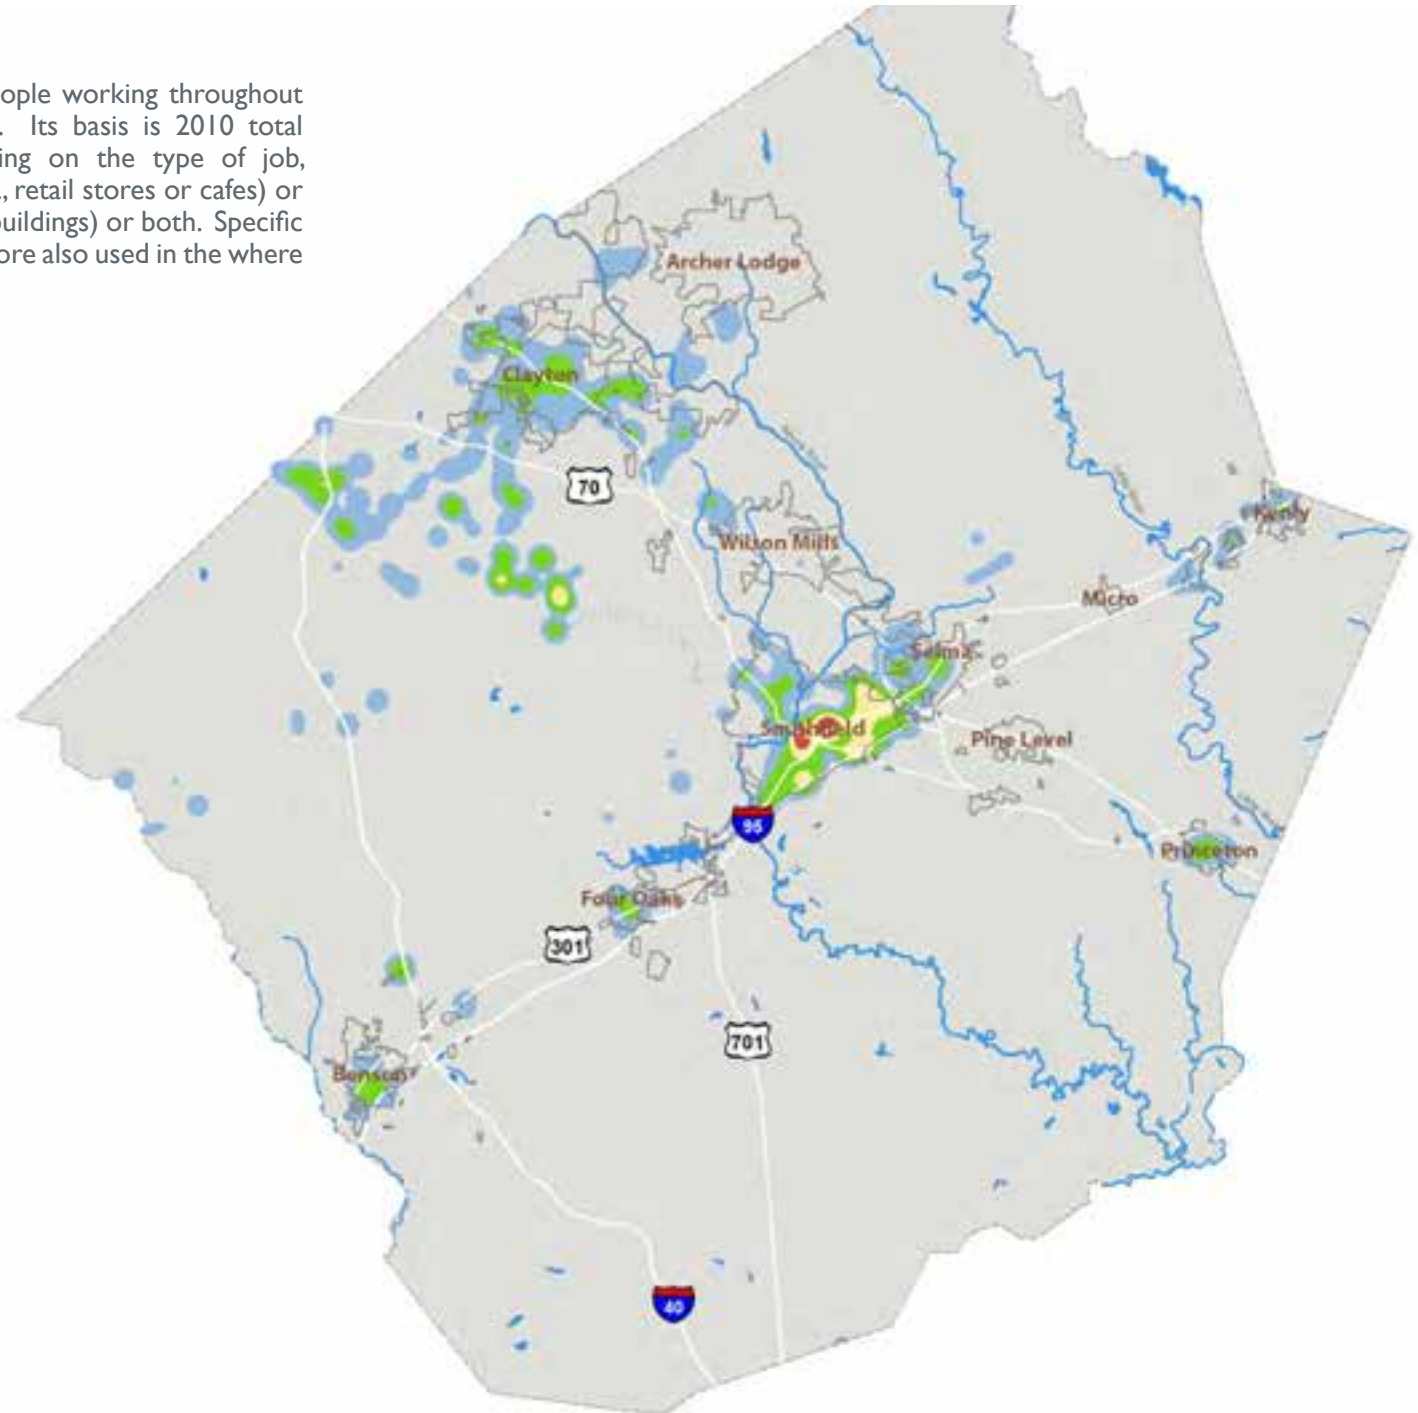 ople working throughout
. Its basis is 2010 total
ing on the type of job,
., retail stores or cafes) or
buildings) or both. Specific
ore also used in the where
Archer Lodge
Clayton
70
Wilson Mills
Kenly
Micro
Selma
Smithfield
Pine Level
95
Princeton
Four Oaks
301
701
Benson
40